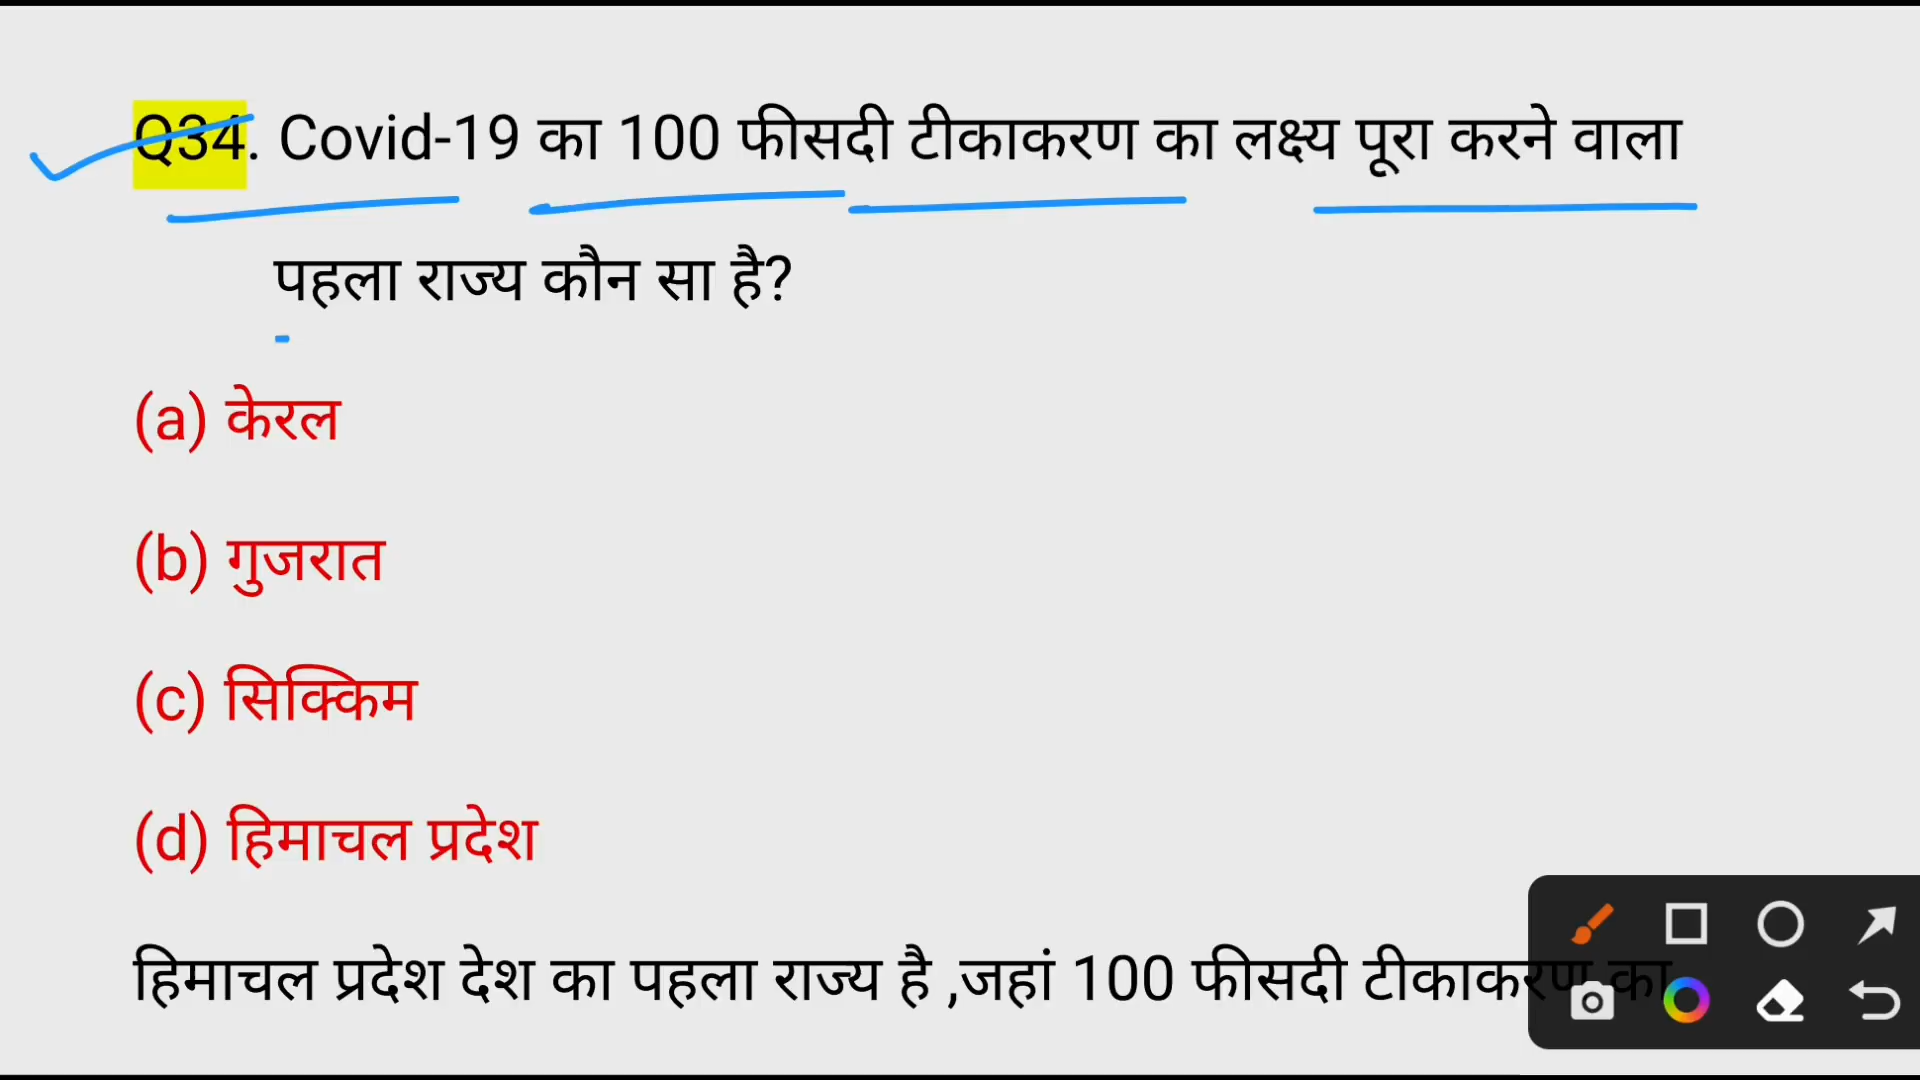 Q34. Covid-19 का 100 फीसदी टीकाकरण का लक्ष्य पूरा करने वाला
पहला राज्य कौन सा है?
(a) केरल
(b) गुजरात
(c) सिक्किम
(d) हिमाचल प्रदेश
हिमाचल प्रदेश देश का पहला राज्य है ,जहां 100 फीसदी टीकाकरण का